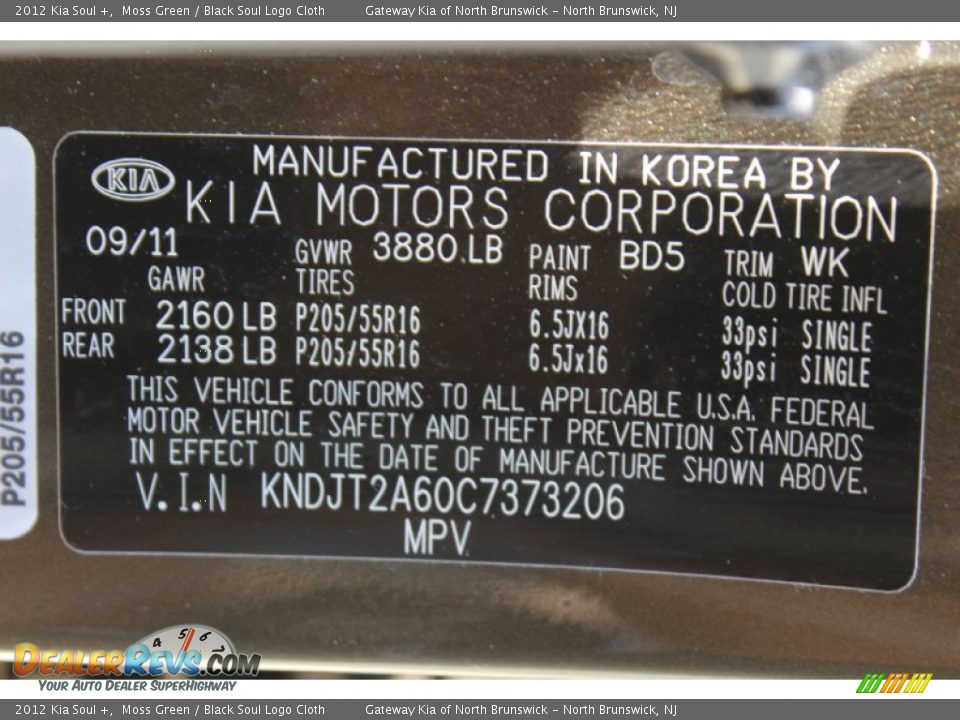 2012 Kia Soul +,  Moss Green / Black Soul Logo Cloth          Gateway Kia of North Brunswick - North Brunswick, NJ
KIA MANUFACTURED IN KOREA BY
KIA MOTORS CORPORATION
09/11 GVWR 3880 LB PAINT BD5 TRIM WK
GAWR TIRES RIMS COLD TIRE INFL
FRONT 2160 LB P205/55R16 6.5JX16 33psi SINGLE
REAR 2138 LB P205/55R16 6.5Jx16 33psi SINGLE
THIS VEHICLE CONFORMS TO ALL APPLICABLE U.S.A. FEDERAL
MOTOR VEHICLE SAFETY AND THEFT PREVENTION STANDARDS
IN EFFECT ON THE DATE OF MANUFACTURE SHOWN ABOVE.
V.I.N KNDJT2A60C7373206
MPV
P205/55R16
4 5 6 7
DEALERREVS.COM
YOUR AUTO DEALER SUPERHIGHWAY
2012 Kia Soul +,  Moss Green / Black Soul Logo Cloth          Gateway Kia of North Brunswick - North Brunswick, NJ